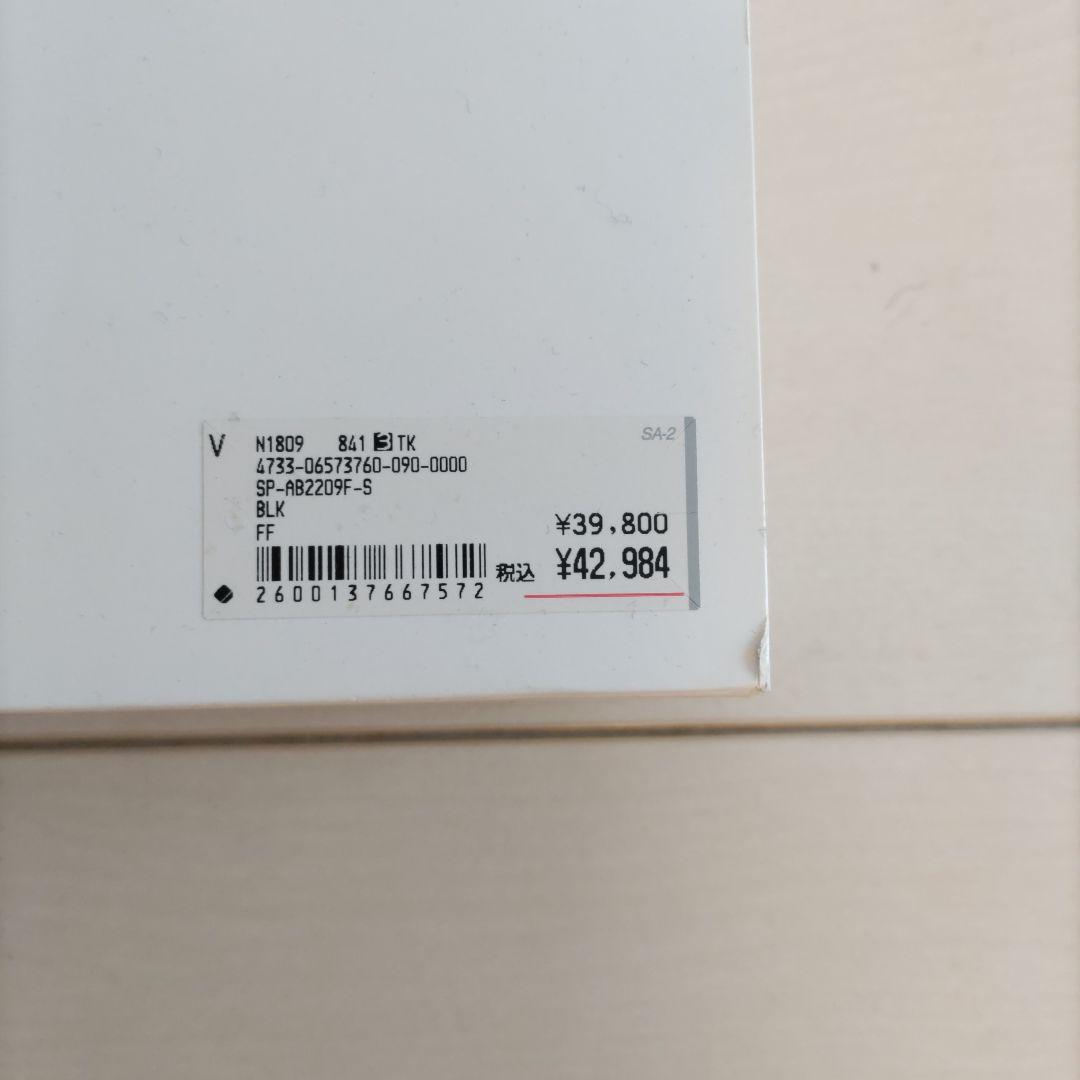 V N1809 841 3 TK SA-2
4733-06573760-090-0000
SP-AB2209F-S
BLK
FF ¥39,800
税込 ¥42,984
2600137667572